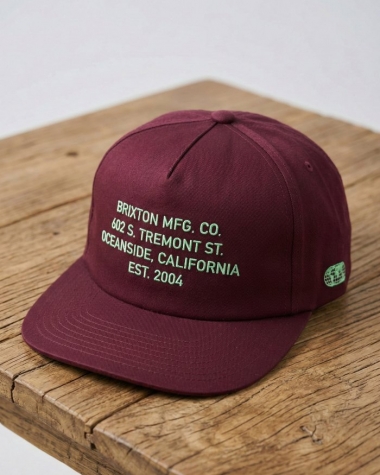 BRIXTON MFG. CO.
602 S. TREMONT ST.
OCEANSIDE, CALIFORNIA
EST. 2004